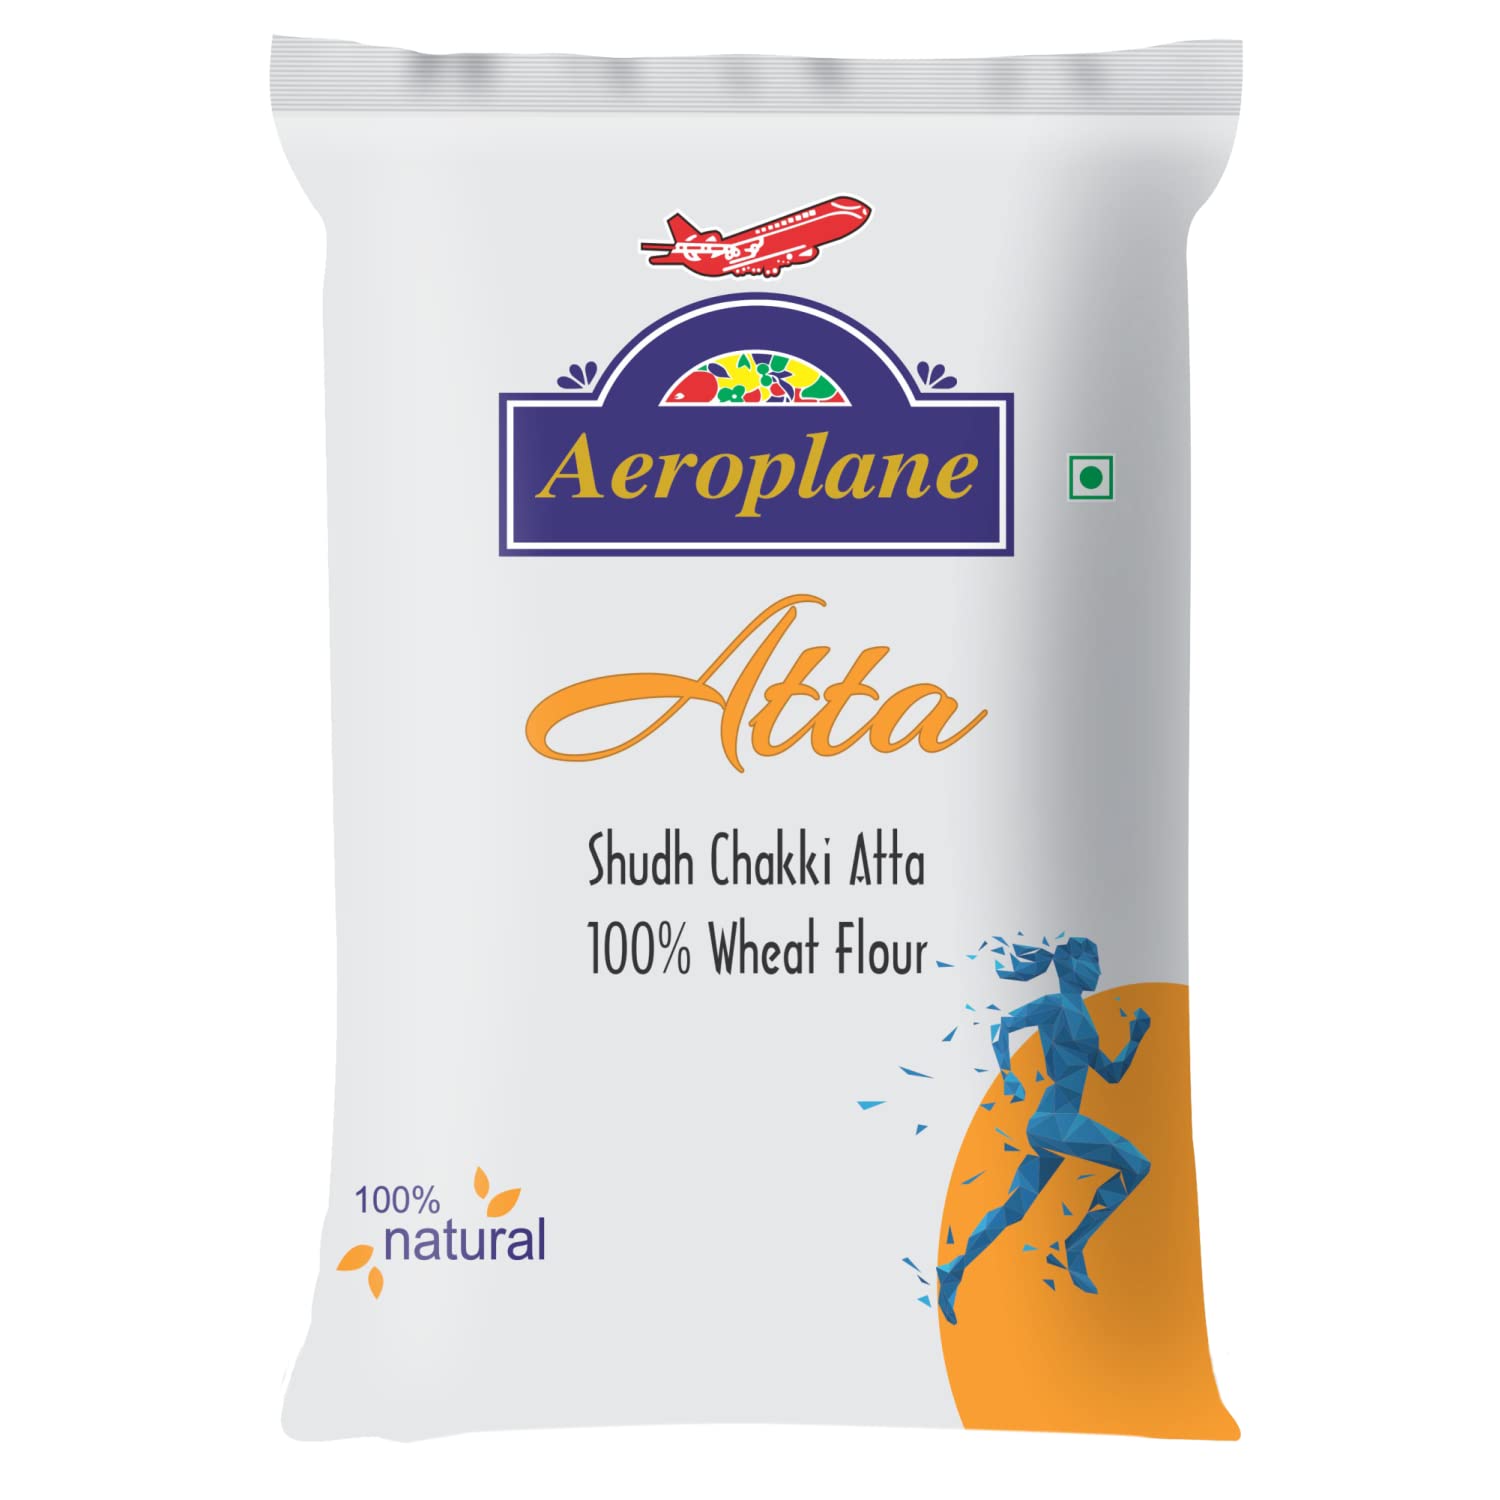 Aeroplane
Atta
Shudh Chakki Atta
100% Wheat Flour
100%
natural